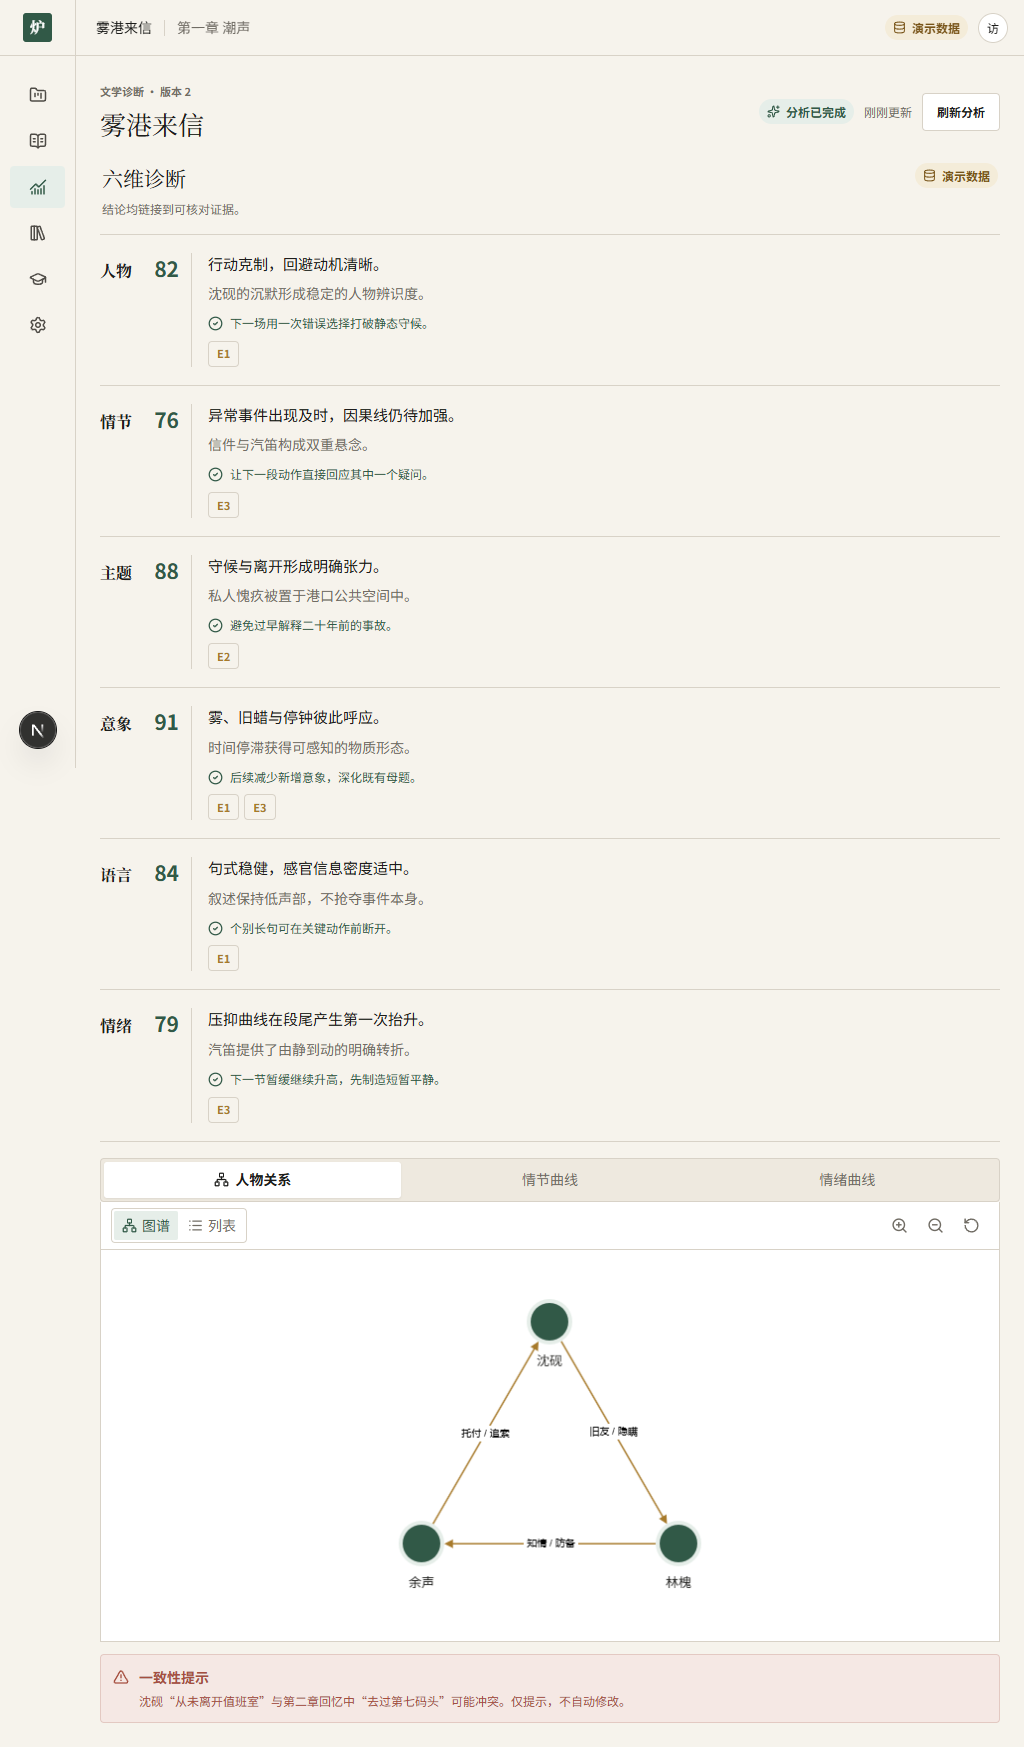 炉
雾港来信
第一章 潮声
演示数据
访
文学诊断 · 版本 2
雾港来信
分析已完成
刚刚更新
刷新分析
六维诊断
演示数据
结论均链接到可核对证据。
人物
82
行动克制，回避动机清晰。
沈砚的沉默形成稳定的人物辨识度。
下一场用一次错误选择打破静态守候。
E1
情节
76
异常事件出现及时，因果线仍待加强。
信件与汽笛构成双重悬念。
让下一段动作直接回应其中一个疑问。
E3
主题
88
守候与离开形成明确张力。
私人愧疚被置于港口公共空间中。
避免过早解释二十年前的事故。
E2
意象
91
雾、旧蜡与停钟彼此呼应。
时间停滞获得可感知的物质形态。
后续减少新增意象，深化既有母题。
E1
E3
语言
84
句式稳健，感官信息密度适中。
叙述保持低声部，不抢夺事件本身。
个别长句可在关键动作前断开。
E1
情绪
79
压抑曲线在段尾产生第一次抬升。
汽笛提供了由静到动的明确转折。
下一节暂缓继续升高，先制造短暂平静。
E3
人物关系
情节曲线
情绪曲线
图谱
列表
沈砚
托付 / 追索
旧友 / 隐瞒
知情 / 防备
余声
林槐
一致性提示
沈砚“从未离开值班室”与第二章回忆中“去过第七码头”可能冲突。仅提示，不自动修改。
N